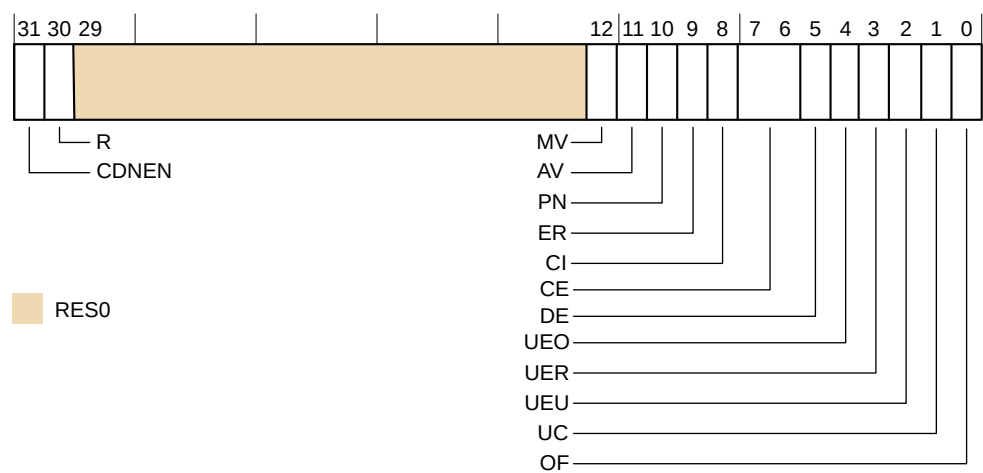 31 30 29 12 11 10 9 8 7 6 5 4 3 2 1 0
R MV
CDNEN AV
PN
ER
CI
CE
RES0
DE
UEO
UER
UEU
UC
OF